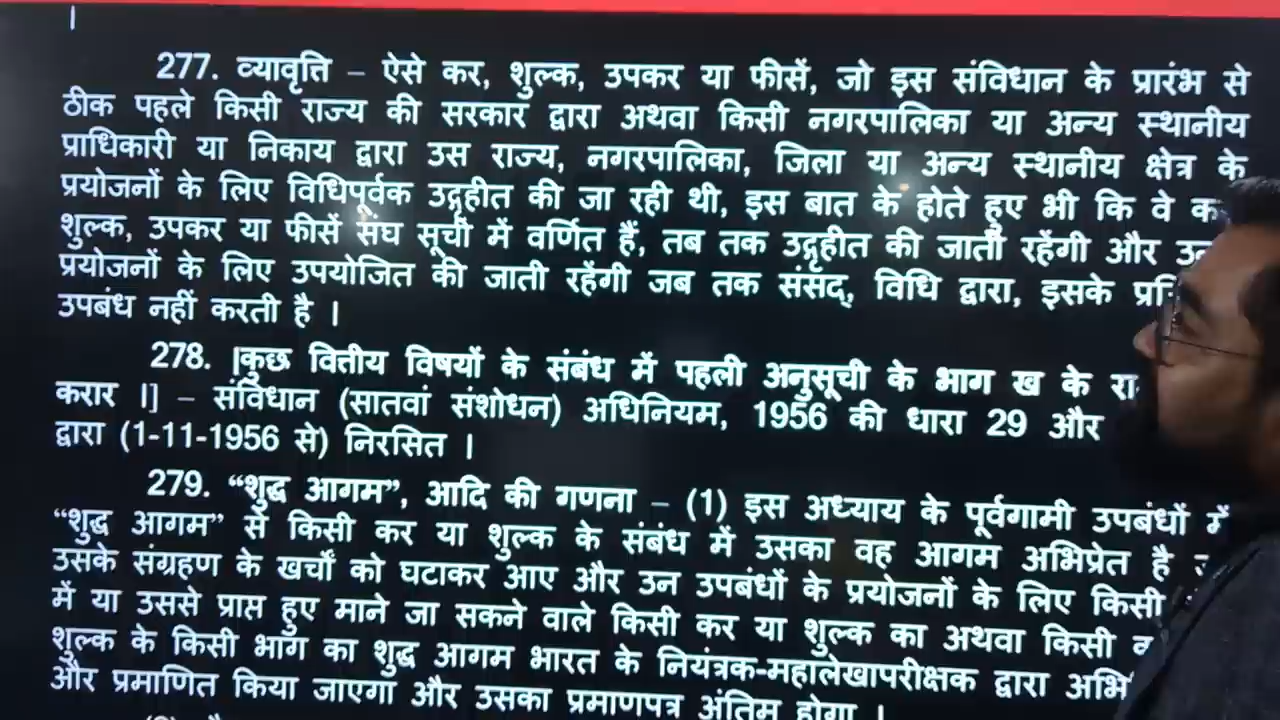 ।
277. व्यावृत्ति – ऐसे कर, शुल्क, उपकर या फीसें, जो इस संविधान के प्रारंभ से
ठीक पहले किसी राज्य की सरकार द्वारा अथवा किसी नगरपालिका या अन्य स्थानीय
प्राधिकारी या निकाय द्वारा उस राज्य, नगरपालिका, जिला या अन्य स्थानीय क्षेत्र के
प्रयोजनों के लिए विधिपूर्वक उद्गृहीत की जा रही थी, इस बात के होते हुए भी कि वे
शुल्क, उपकर या फीसें संघ सूची में वर्णित हैं, तब तक उद्गृहीत की जाती रहेंगी और
प्रयोजनों के लिए उपयोजित की जाती रहेंगी जब तक संसद्, विधि द्वारा, इसके
उपबंध नहीं करती है ।
278. [कुछ वित्तीय विषयों के संबंध में पहली अनुसूची के भाग ख के
करार ।] – संविधान (सातवां संशोधन) अधिनियम, 1956 की धारा 29 और
द्वारा (1-11-1956 से) निरसित ।
279. “शुद्ध आगम”, आदि की गणना – (1) इस अध्याय के पूर्वगामी उपबंधों में
“शुद्ध आगम” से किसी कर या शुल्क के संबंध में उसका वह आगम अभिप्रेत है
उसके संग्रहण के खर्चों को घटाकर आए और उन उपबंधों के प्रयोजनों के लिए किसी
में या उससे प्राप्त हुए माने जा सकने वाले किसी कर या शुल्क का अथवा किसी
शुल्क के किसी भाग का शुद्ध आगम भारत के नियंत्रक-महालेखापरीक्षक द्वारा
और प्रमाणित किया जाएगा और उसका प्रमाणपत्र अंतिम होगा ।